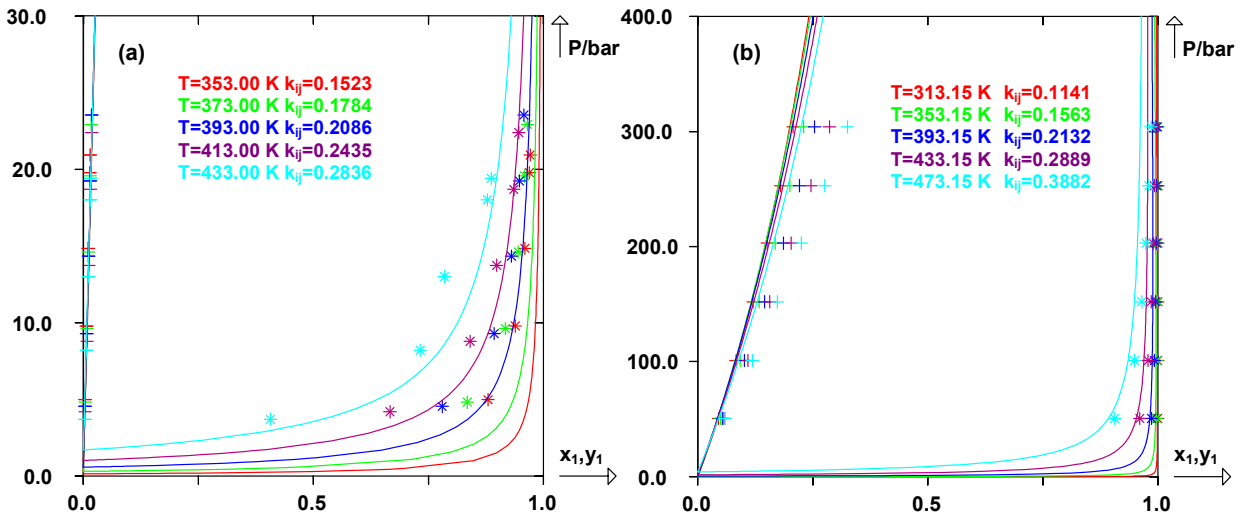 30.0
(a)
P/bar
T=353.00 K kij=0.1523
T=373.00 K kij=0.1784
T=393.00 K kij=0.2086
T=413.00 K kij=0.2435
T=433.00 K kij=0.2836
20.0
10.0
x1,y1
0.0
0.0
0.5
1.0
400.0
(b)
P/bar
T=313.15 K kij=0.1141
T=353.15 K kij=0.1563
T=393.15 K kij=0.2132
T=433.15 K kij=0.2889
T=473.15 K kij=0.3882
300.0
200.0
100.0
x1,y1
0.0
0.0
0.5
1.0